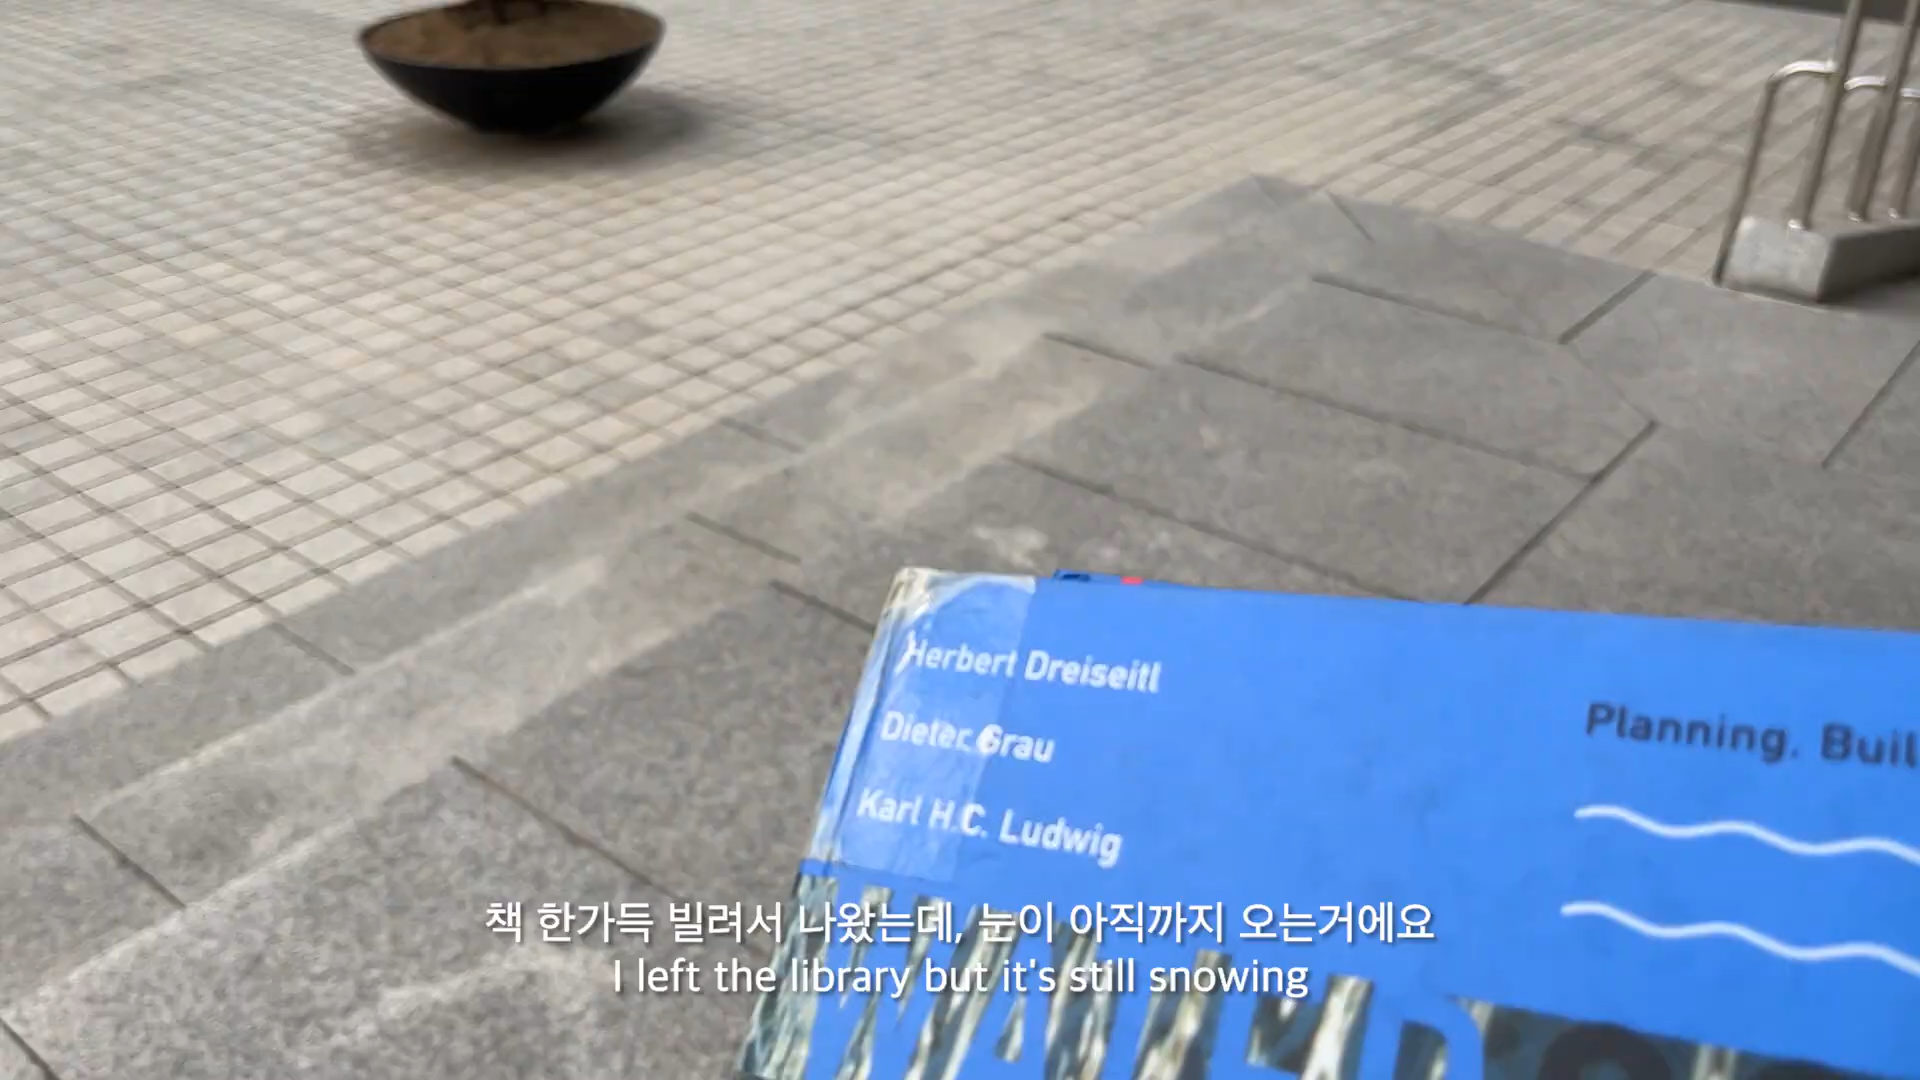 Herbert Dreiseitl
Dieter Grau
Karl H.C. Ludwig
Planning. Buil
책 한가득 빌려서 나왔는데, 눈이 아직까지 오는거에요
I left the library but it's still snowing